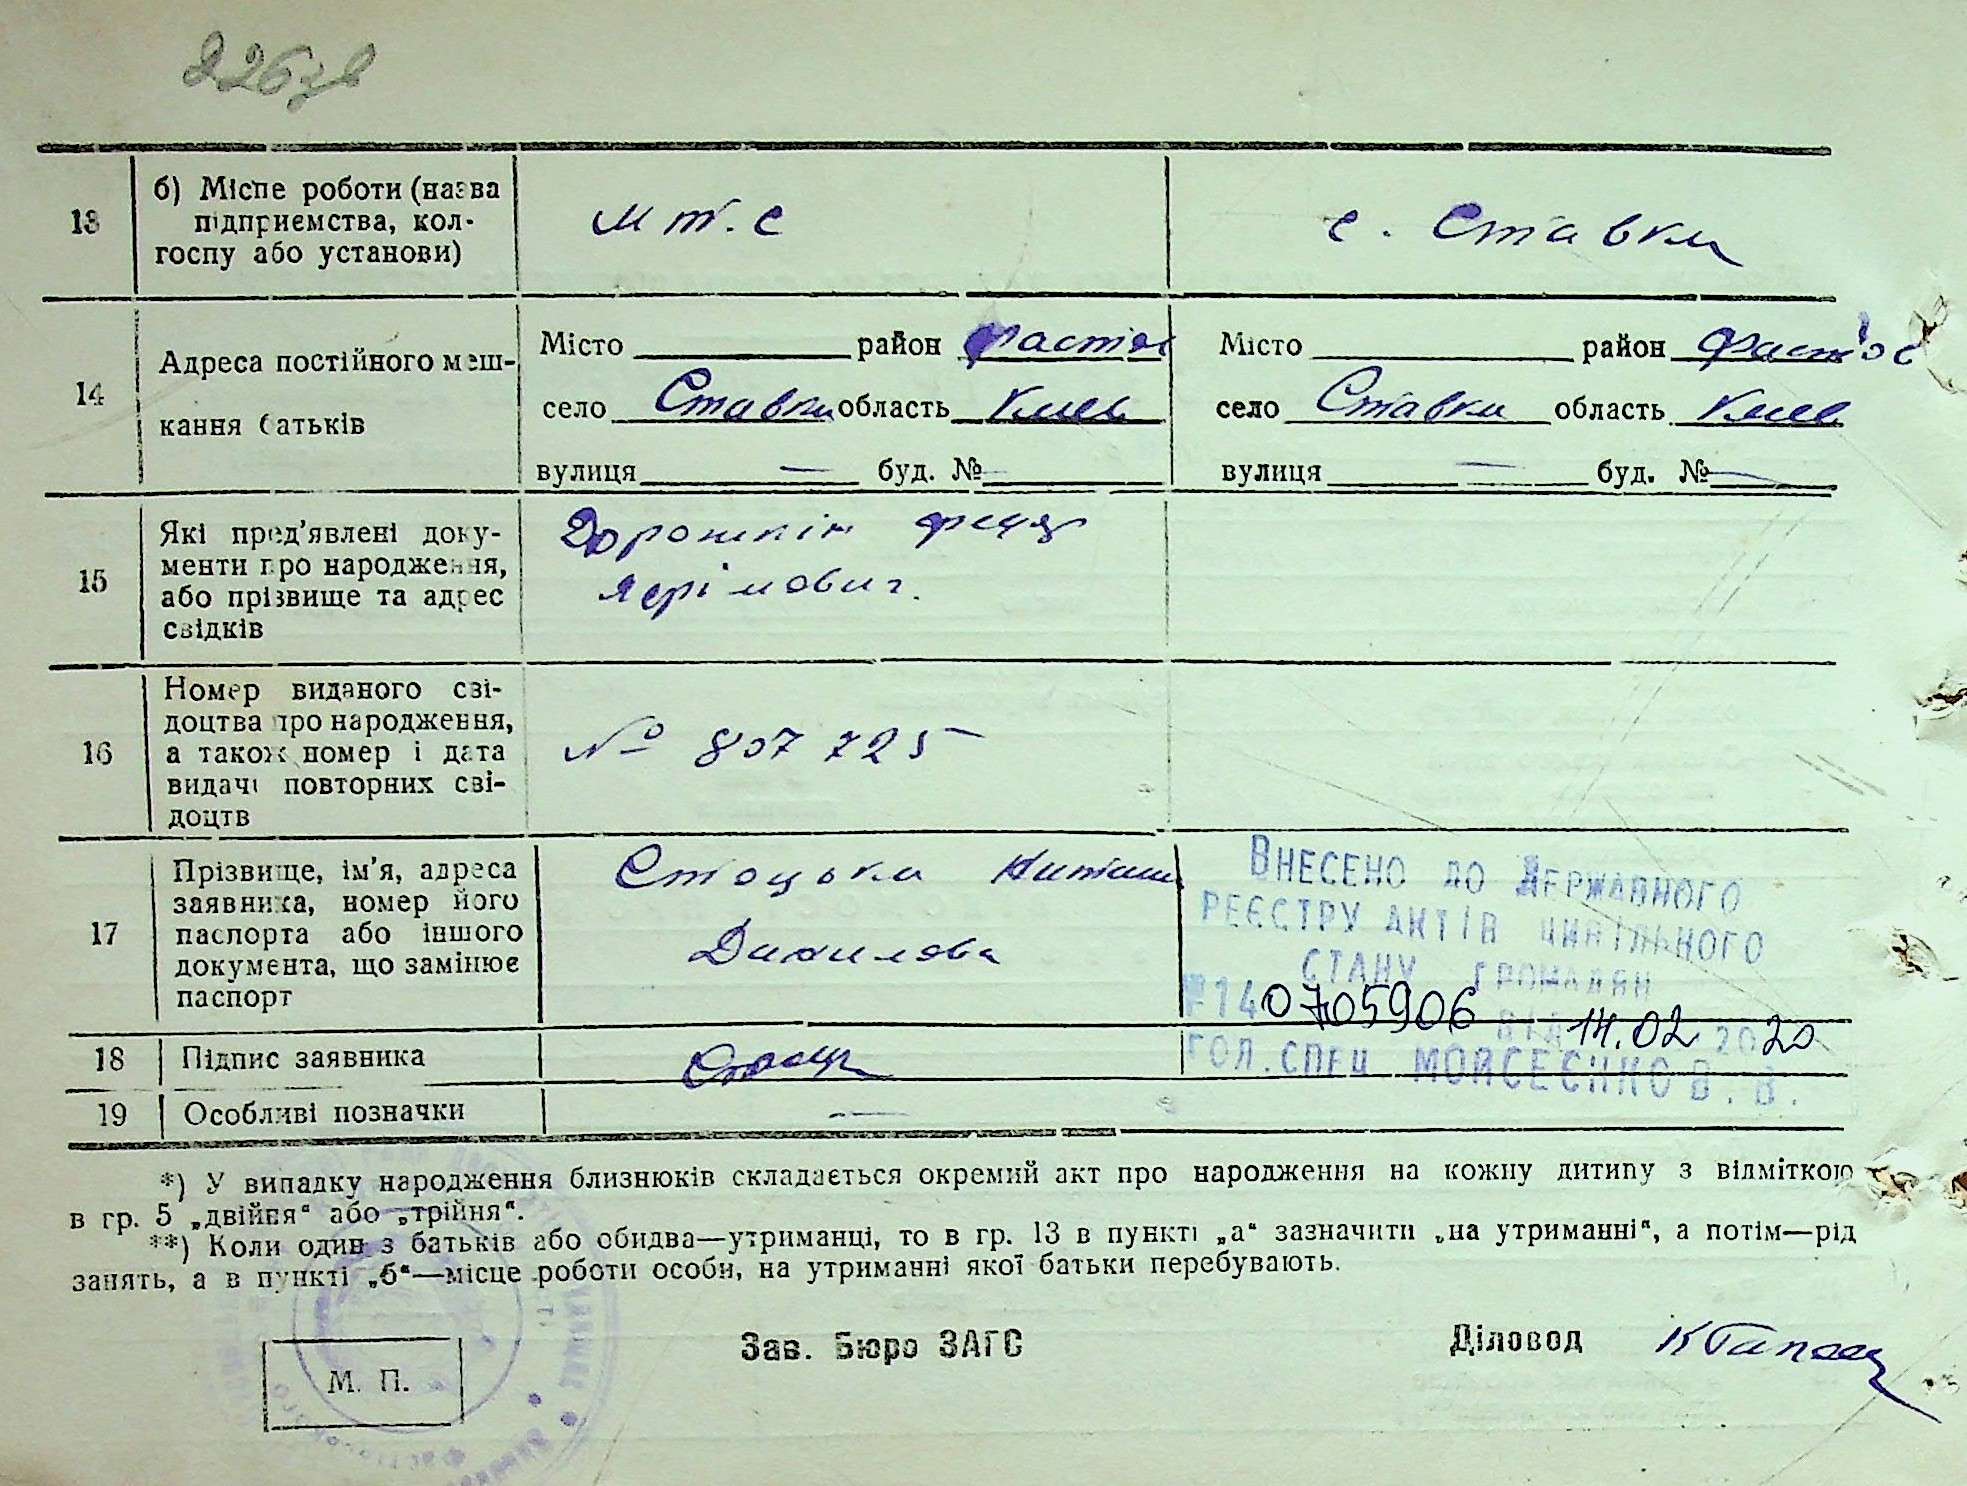 13 б) Місце роботи (назва підприємства, колгоспу або установи) м т. с с. Ставки
14 Адреса постійного меш-
кання батьків
Місто район Фастів Місто район Фастів
село Ставки область Київ село Ставки область Київ
вулиця — буд. №— вулиця — буд. №—
15 Які пред'явлені доку-
менти про народження,
або прізвище та адрес
свідків
16 Номер виданого сві-
доцтва про народження,
а також номер і дата
видачі повторних сві-
доцтв
№ 807725
17 Прізвище, ім'я, адреса
заявника, номер його
паспорта або іншого
документа, що замінює
паспорт
Стоцька
Внесено до Державного
реєстру актів цивільного
стану громадян
№ 140705906 від 14.02 2020
гол. спец Мойсеєнко В. В.
18 Підпис заявника
19 Особливі позначки —
*) У випадку народження близнюків складається окремий акт про народження на кожну дитину з відміткою
в гр. 5 „двійня“ або „трійня“.
**) Коли один з батьків або обидва—утриманці, то в гр. 13 в пункті „а“ зазначити „на утриманні“, а потім—рід
занять, а в пункті „б“—місце роботи особи, на утриманні якої батьки перебувають.
Зав. Бюро ЗАГС Діловод
М. П.